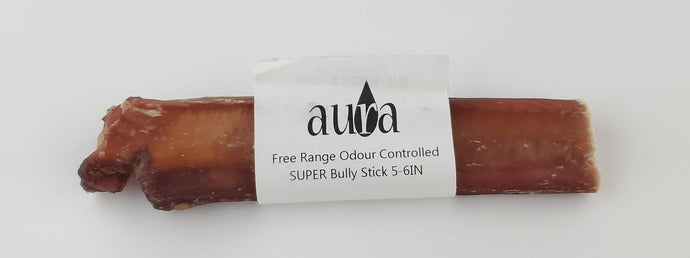 aura
Free Range Odour Controlled
SUPER Bully Stick 5-6IN